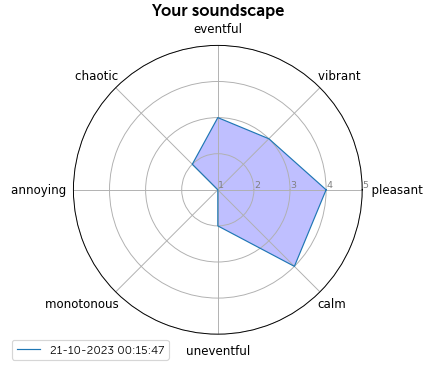 Your soundscape
eventful
chaotic
vibrant
annoying
1
2
3
4
5
pleasant
monotonous
calm
uneventful
21-10-2023 00:15:47